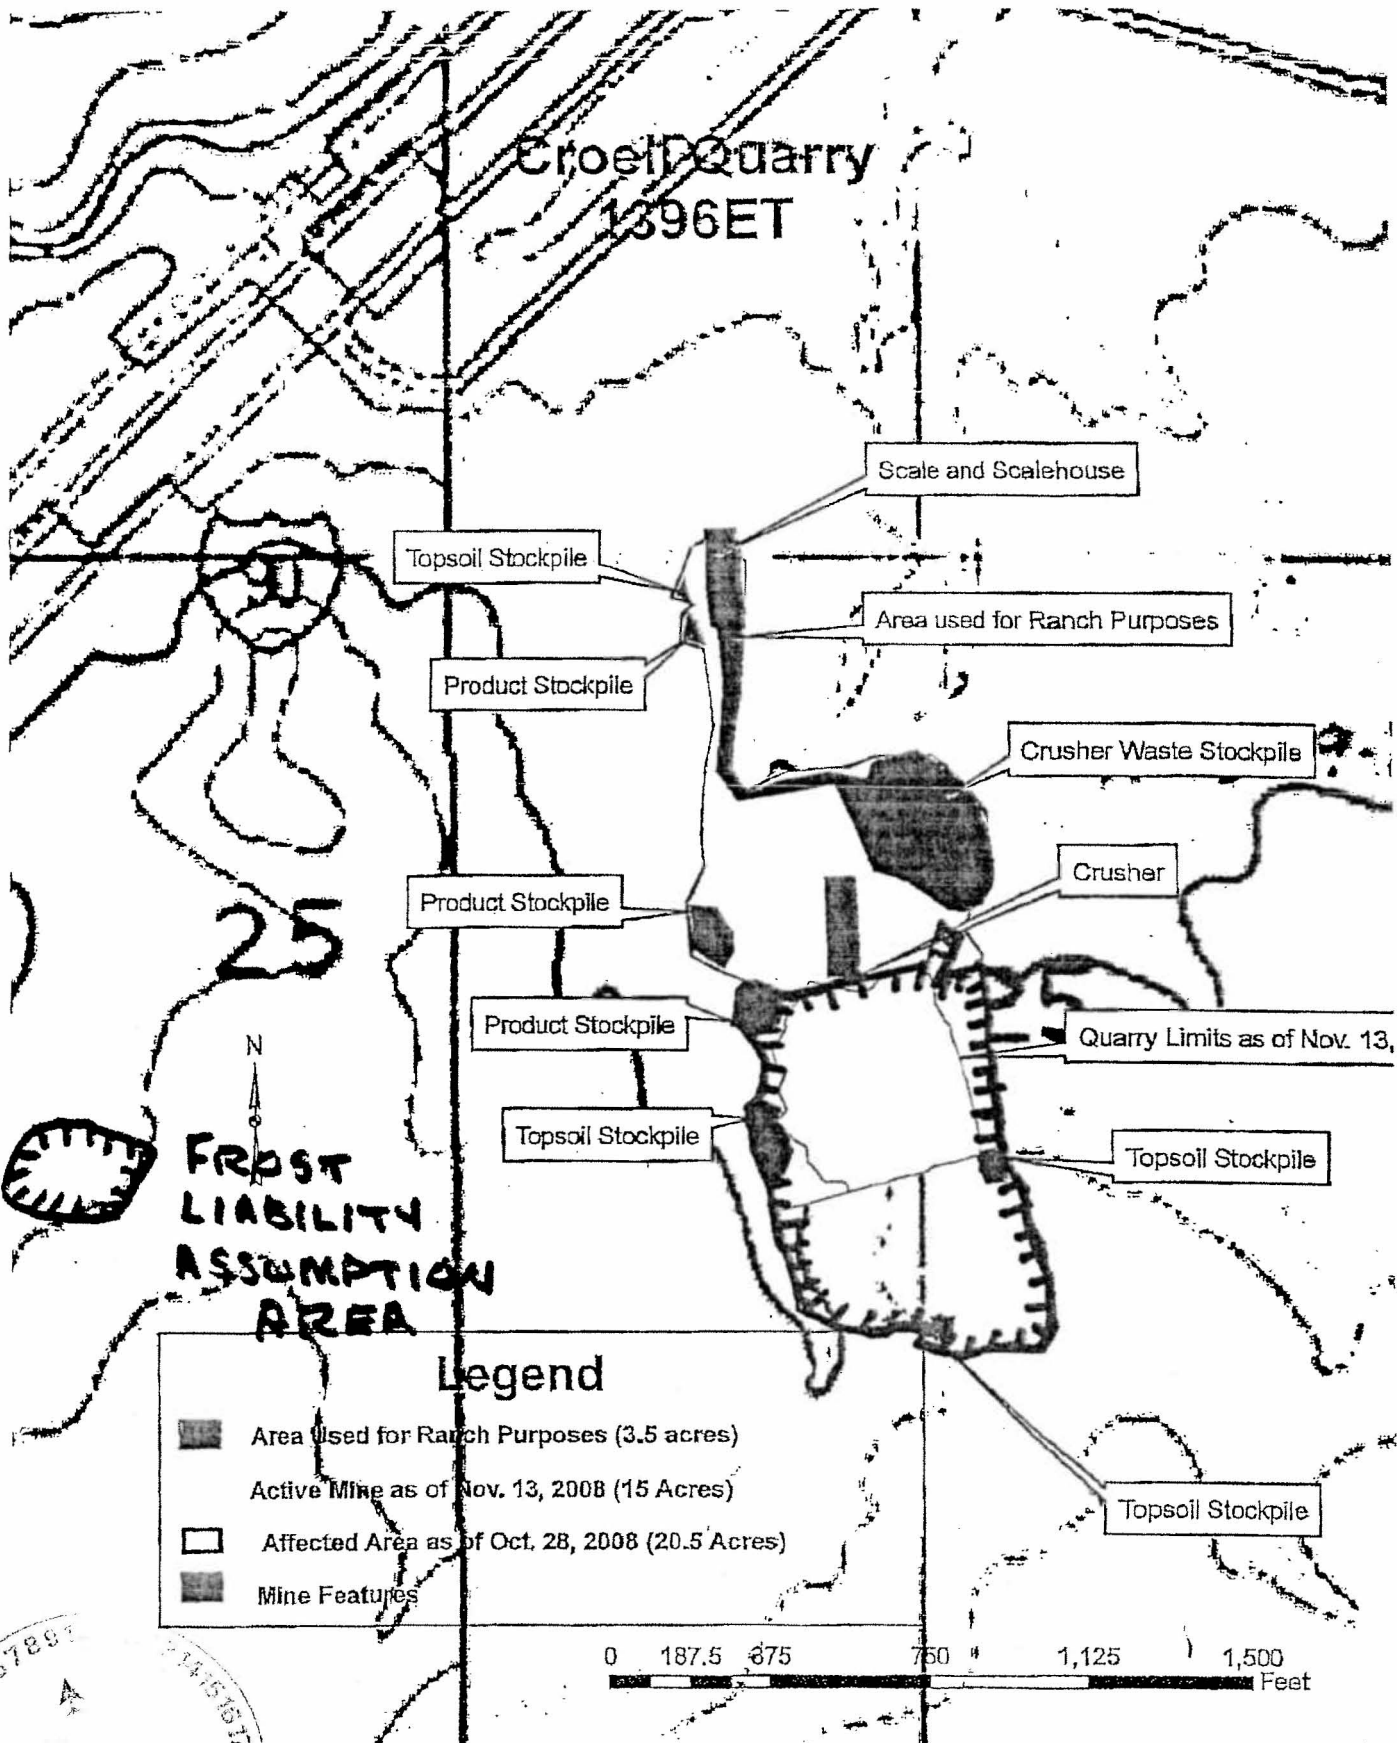 Croell Quarry
1396ET
Scale and Scalehouse
Topsoil Stockpile
Area used for Ranch Purposes
Product Stockpile
Crusher Waste Stockpile
Crusher
Product Stockpile
25
Product Stockpile
Quarry Limits as of Nov. 13,
N
Topsoil Stockpile
Topsoil Stockpile
FROST
LIABILITY
ASSUMPTION
AREA
Legend
Area Used for Ranch Purposes (3.5 acres)
Active Mine as of Nov. 13, 2008 (15 Acres)
Affected Area as of Oct. 28, 2008 (20.5 Acres)
Mine Features
Topsoil Stockpile
0 187.5 375 750 1,125 1,500
Feet